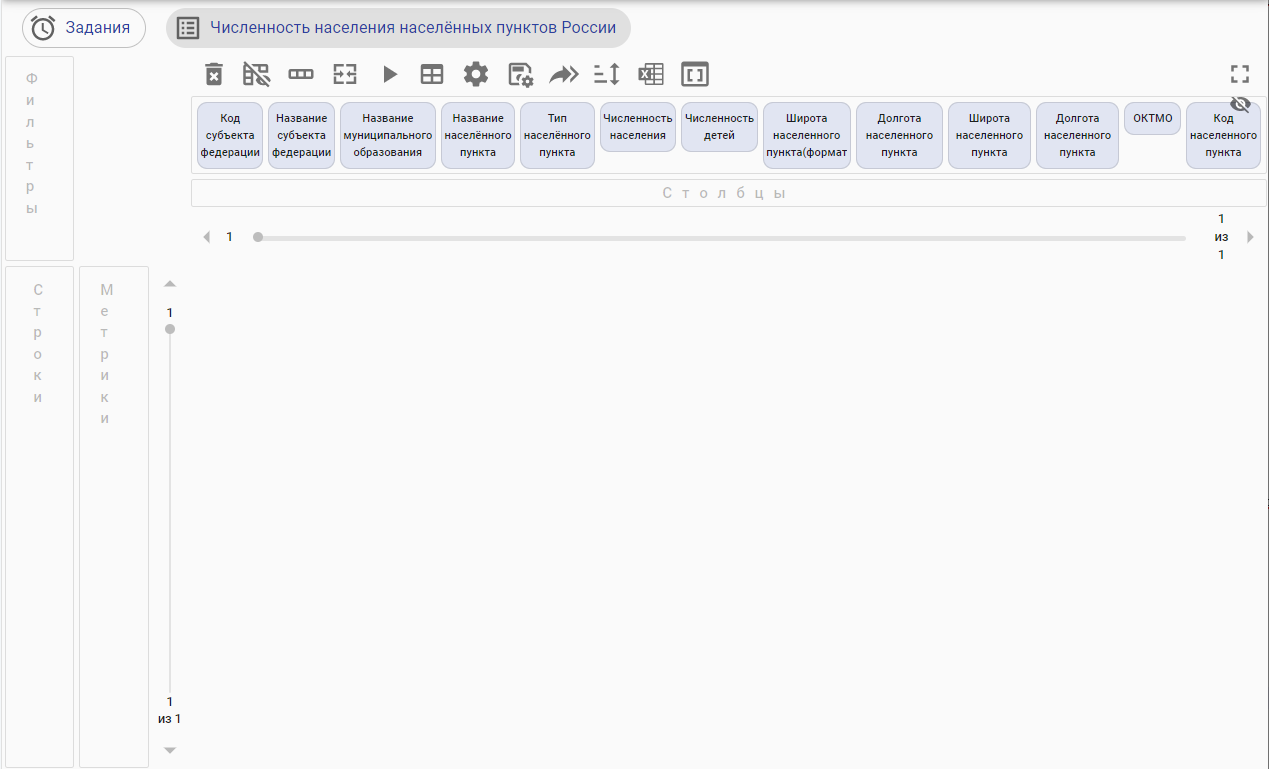 Задания
Численность населения населённых пунктов России
Фильтры
Код
субъекта
федерации
Название
субъекта
федерации
Название
муниципального
образования
Название
населённого
пункта
Тип
населённого
пункта
Численность
населения
Численность
детей
Широта
населенного
пункта(формат
Долгота
населенного
пункта
Широта
населенного
пункта
Долгота
населенного
пункта
ОКТМО
Код
населенного
пункта
Столбцы
1
1
из
1
Строки
Метрики
1
1
из 1